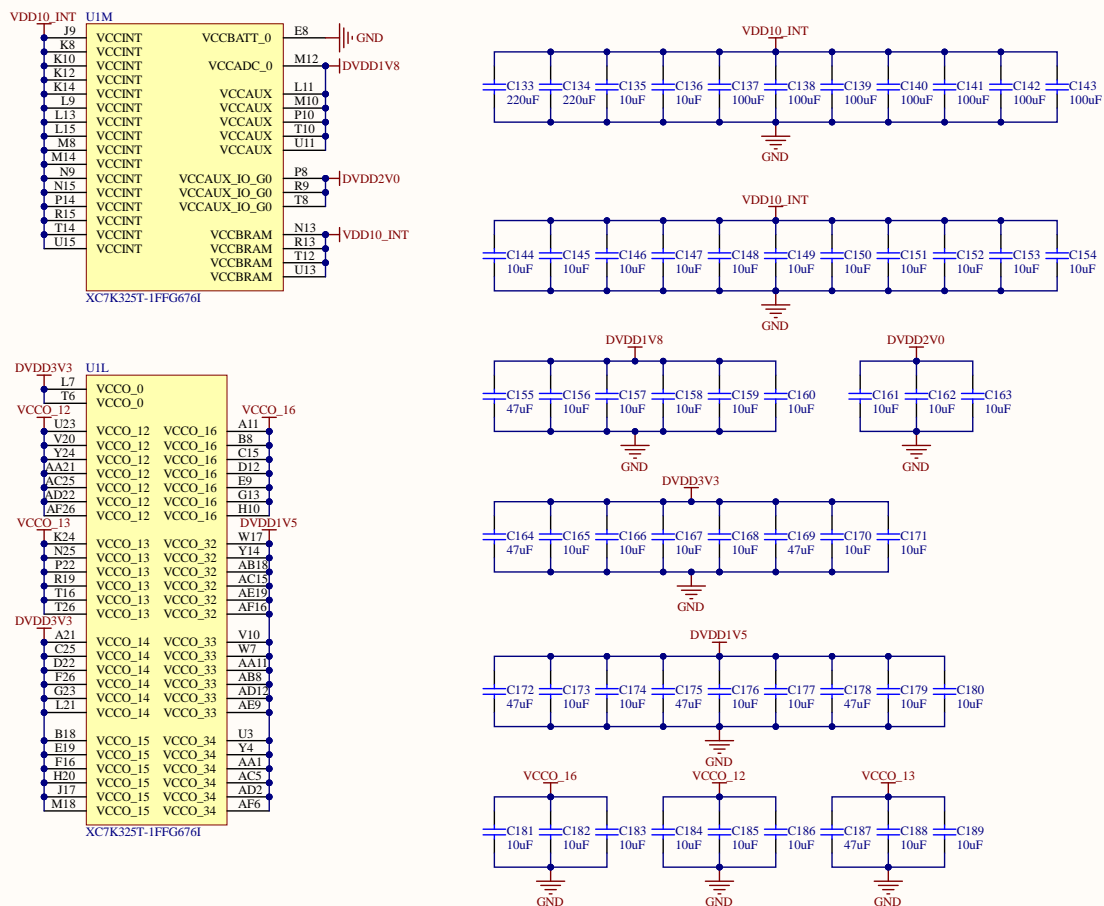 VDD10_INT
U1M
J9 VCCINT
K8 VCCINT
K10 VCCINT
K12 VCCINT
K14 VCCINT
L9 VCCINT
L13 VCCINT
L15 VCCINT
M8 VCCINT
M14 VCCINT
N9 VCCINT
N15 VCCINT
P14 VCCINT
R15 VCCINT
T14 VCCINT
U15 VCCINT
VCCBATT_0 E8 GND
VCCADC_0 M12 DVDD1V8
VCCAUX L11
VCCAUX M10
VCCAUX P10
VCCAUX T10
VCCAUX U11
VCCAUX_IO_G0 P8 DVDD2V0
VCCAUX_IO_G0 R9
VCCAUX_IO_G0 T8
VCCBRAM N13 VDD10_INT
VCCBRAM R13
VCCBRAM T12
VCCBRAM U13
XC7K325T-1FFG676I
DVDD3V3
U1L
L7 VCCO_0
T6 VCCO_0
VCCO_12
U23 VCCO_12
V20 VCCO_12
Y24 VCCO_12
AA21 VCCO_12
AC25 VCCO_12
AD22 VCCO_12
AF26 VCCO_12
VCCO_13
K24 VCCO_13
N25 VCCO_13
P22 VCCO_13
R19 VCCO_13
T16 VCCO_13
T26 VCCO_13
DVDD3V3
A21 VCCO_14
C25 VCCO_14
D22 VCCO_14
F26 VCCO_14
G23 VCCO_14
L21 VCCO_14
B18 VCCO_15
E19 VCCO_15
F16 VCCO_15
H20 VCCO_15
J17 VCCO_15
M18 VCCO_15
VCCO_16
VCCO_16 A11
VCCO_16 B8
VCCO_16 C15
VCCO_16 D12
VCCO_16 E9
VCCO_16 G13
VCCO_16 H10
DVDD1V5
VCCO_32 W17
VCCO_32 Y14
VCCO_32 AB18
VCCO_32 AC15
VCCO_32 AE19
VCCO_32 AF16
VCCO_33 V10
VCCO_33 W7
VCCO_33 AA11
VCCO_33 AB8
VCCO_33 AD12
VCCO_33 AE9
VCCO_34 U3
VCCO_34 Y4
VCCO_34 AA1
VCCO_34 AC5
VCCO_34 AD2
VCCO_34 AF6
XC7K325T-1FFG676I
VDD10_INT
C133 C134 C135 C136 C137 C138 C139 C140 C141 C142 C143
220uF 220uF 10uF 10uF 100uF 100uF 100uF 100uF 100uF 100uF 100uF
GND
VDD10_INT
C144 C145 C146 C147 C148 C149 C150 C151 C152 C153 C154
10uF 10uF 10uF 10uF 10uF 10uF 10uF 10uF 10uF 10uF 10uF
GND
DVDD1V8
C155 C156 C157 C158 C159 C160
47uF 10uF 10uF 10uF 10uF 10uF
GND
DVDD2V0
C161 C162 C163
10uF 10uF 10uF
GND
DVDD3V3
C164 C165 C166 C167 C168 C169 C170 C171
47uF 10uF 10uF 10uF 10uF 47uF 10uF 10uF
GND
DVDD1V5
C172 C173 C174 C175 C176 C177 C178 C179 C180
47uF 10uF 10uF 47uF 10uF 10uF 47uF 10uF 10uF
GND
VCCO_16
C181 C182 C183
10uF 10uF 10uF
GND
VCCO_12
C184 C185 C186
10uF 10uF 10uF
GND
VCCO_13
C187 C188 C189
47uF 10uF 10uF
GND